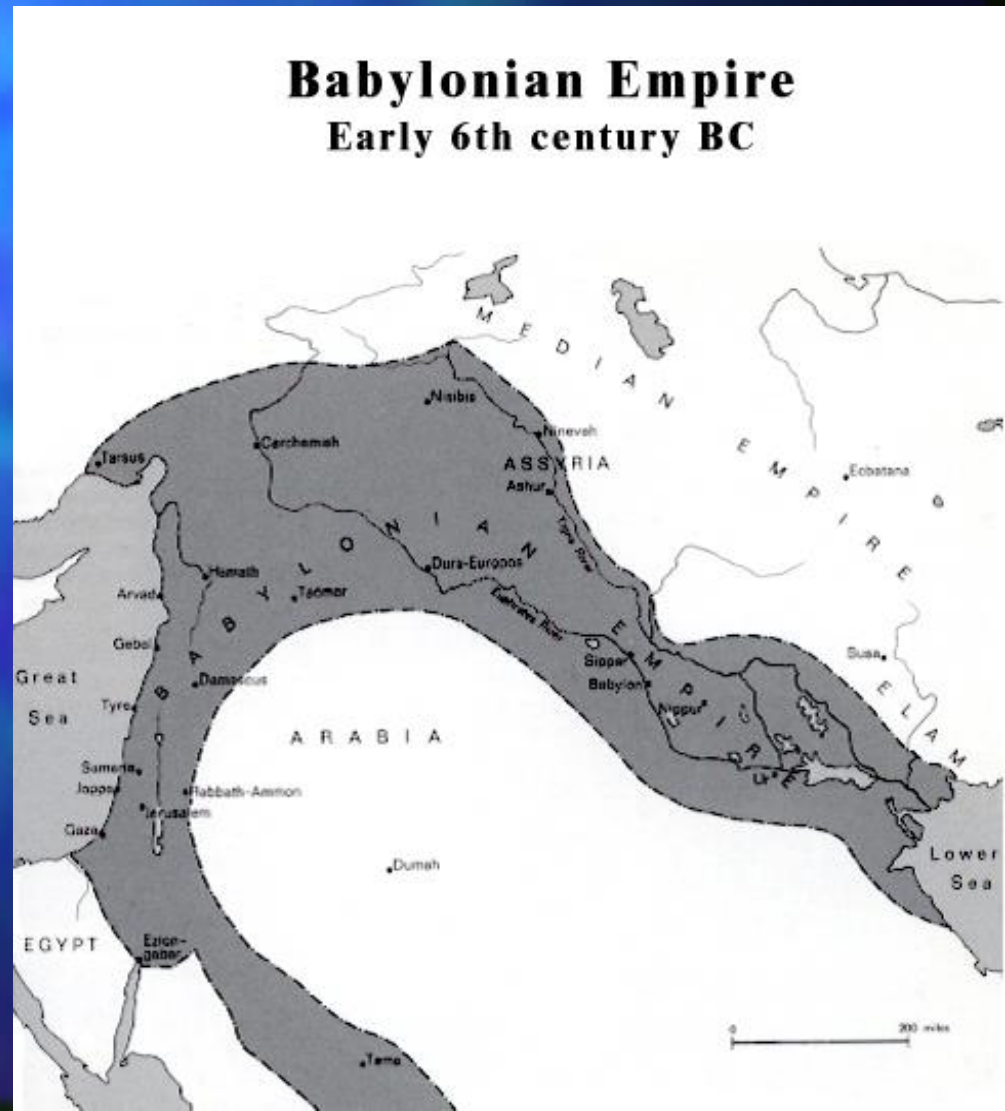 Babylonian Empire
Early 6th century BC
MEDIAN EMPIRE
Nisibis
Ninevah
Carchemish
Tarsus
ASSYRIA
Ecbatana
Ashur
Tigris River
BABYLONIAN EMPIRE
Dura-Europos
Hamath
Tadmor
Arvad
Euphrates River
Gebal
Sippar
Susa
Great
Sea
Damascus
Babylon
ELAM
Tyre
Nippur
ARABIA
Samaria
Ur
Joppa
Rabbath-Ammon
Jerusalem
Gaza
Lower
Sea
Dumah
EGYPT
Ezion-
geber
0 200 miles
Tema